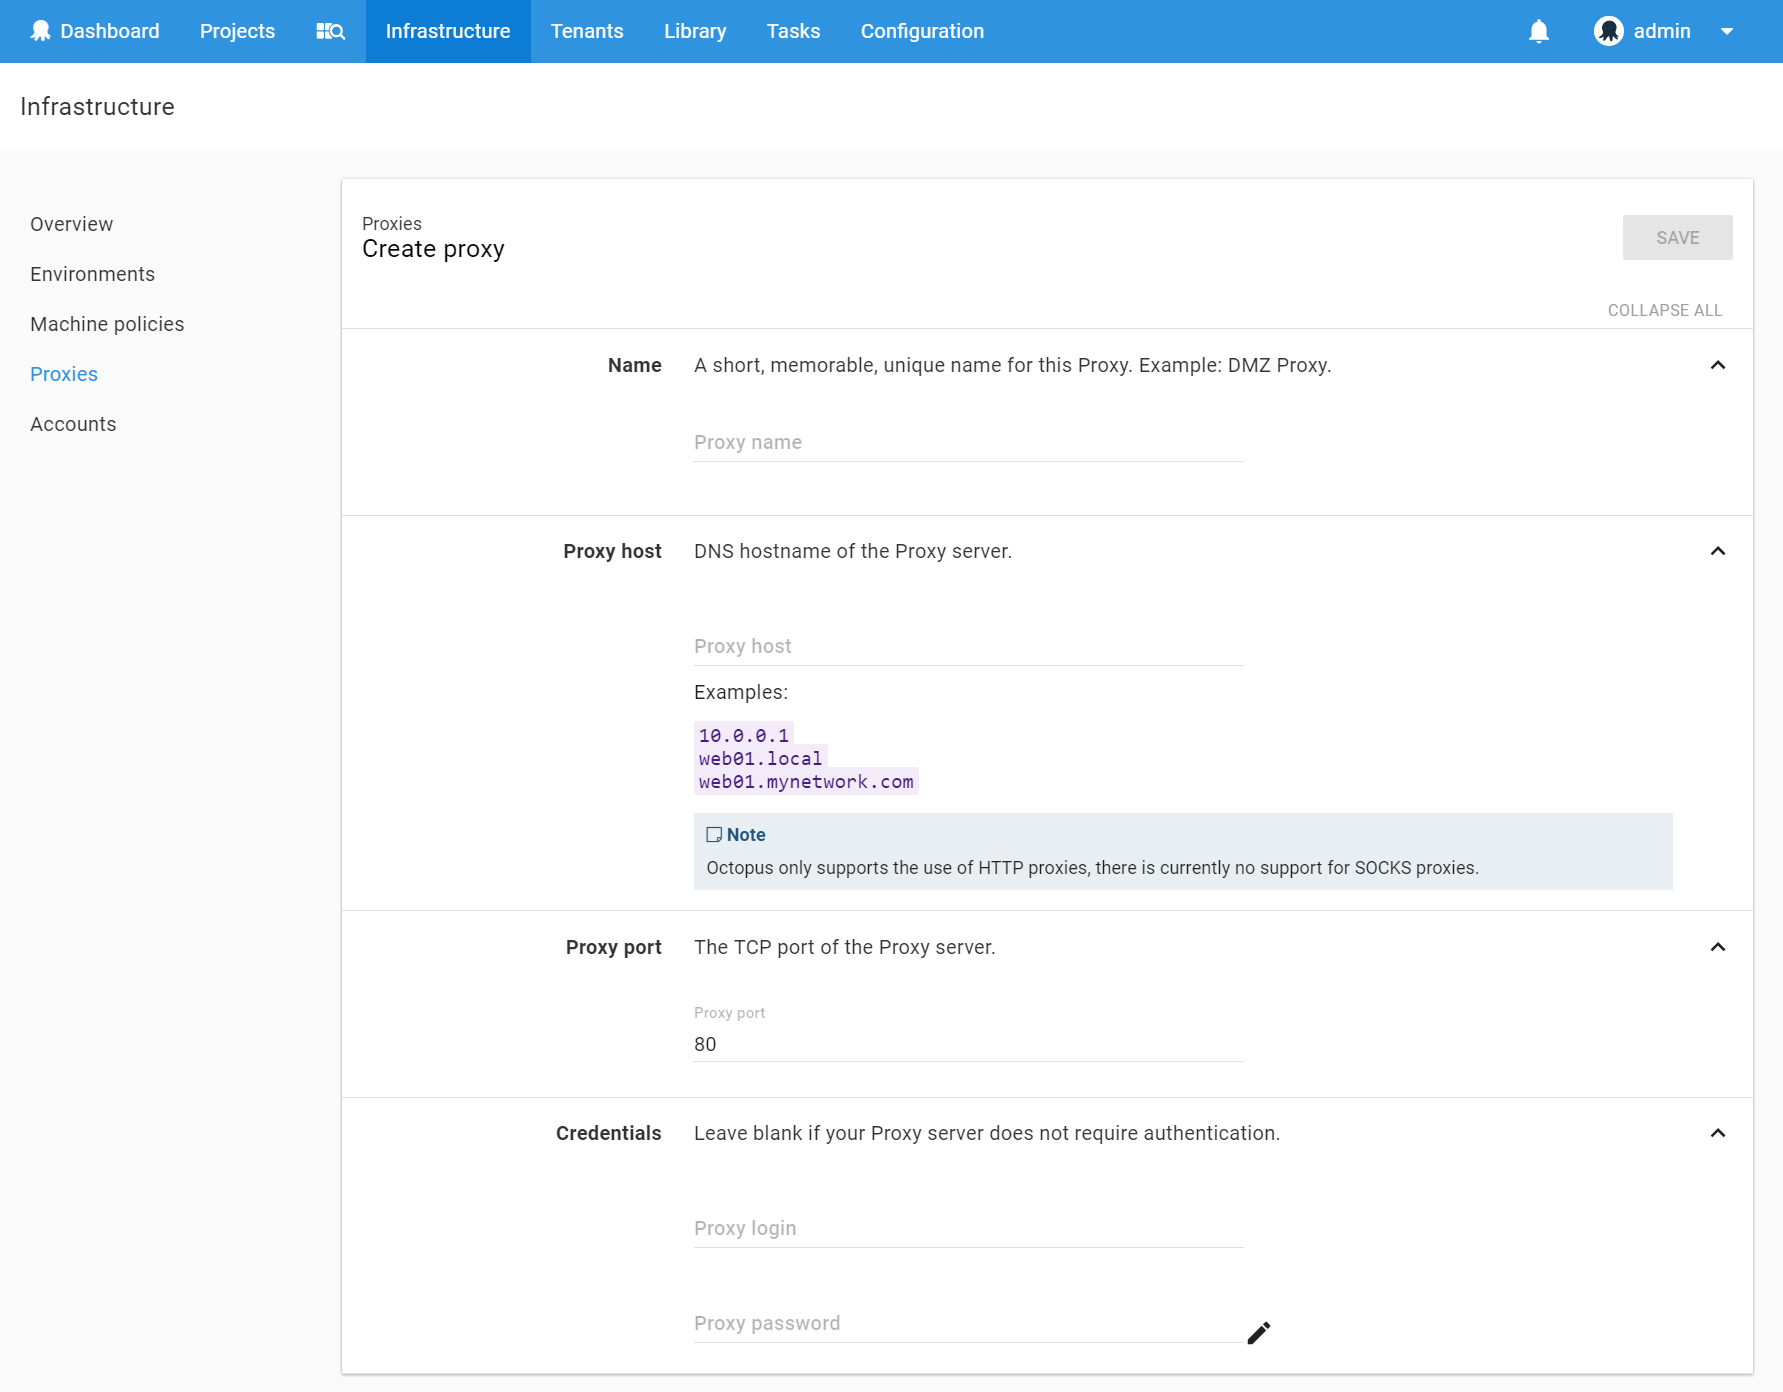 Dashboard Projects Infrastructure Tenants Library Tasks Configuration admin
Infrastructure
Overview
Environments
Machine policies
Proxies
Accounts
Proxies
Create proxy
SAVE
COLLAPSE ALL
Name A short, memorable, unique name for this Proxy. Example: DMZ Proxy.
Proxy name
Proxy host DNS hostname of the Proxy server.
Proxy host
Examples:
10.0.0.1
web01.local
web01.mynetwork.com
Note
Octopus only supports the use of HTTP proxies, there is currently no support for SOCKS proxies.
Proxy port The TCP port of the Proxy server.
Proxy port
80
Credentials Leave blank if your Proxy server does not require authentication.
Proxy login
Proxy password